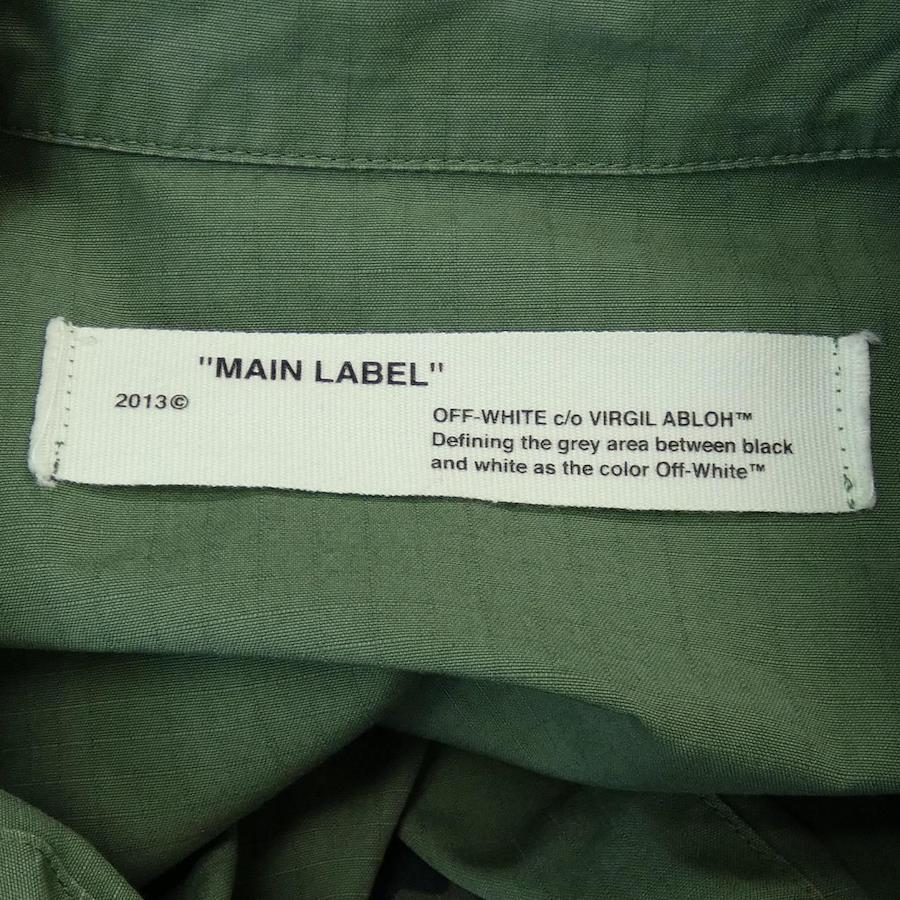 "MAIN LABEL"
2013©
OFF-WHITE c/o VIRGIL ABLOH™
Defining the grey area between black
and white as the color Off-White™